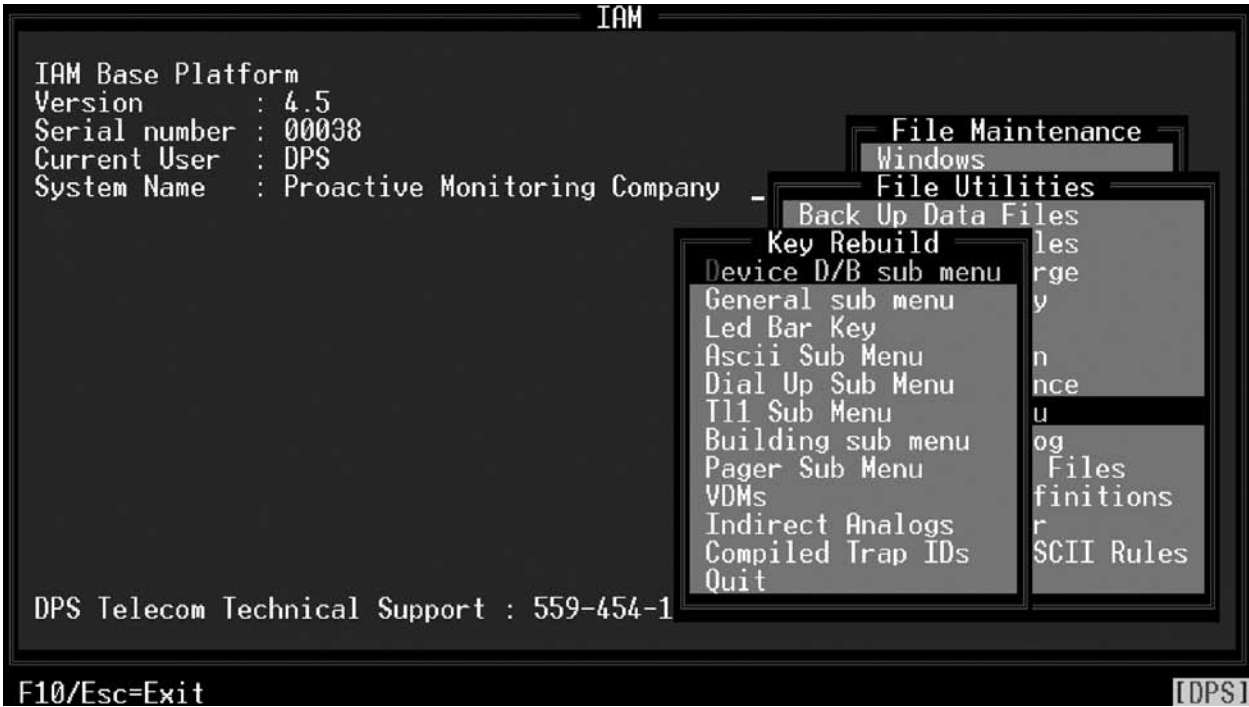 IAM
IAM Base Platform
Version : 4.5
Serial number : 00038
Current User : DPS
System Name : Proactive Monitoring Company _
File Maintenance
Windows
File Utilities
Back Up Data Files
les
rge
y
n
nce
u
og
Files
finitions
r
SCII Rules
Key Rebuild
Device D/B sub menu
General sub menu
Led Bar Key
Ascii Sub Menu
Dial Up Sub Menu
Tl1 Sub Menu
Building sub menu
Pager Sub Menu
VDMs
Indirect Analogs
Compiled Trap IDs
Quit
DPS Telecom Technical Support : 559-454-1
F10/Esc=Exit
[DPS]